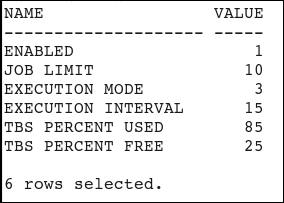 NAME VALUE
-------------------- -----
ENABLED 1
JOB LIMIT 10
EXECUTION MODE 3
EXECUTION INTERVAL 15
TBS PERCENT USED 85
TBS PERCENT FREE 25
6 rows selected.